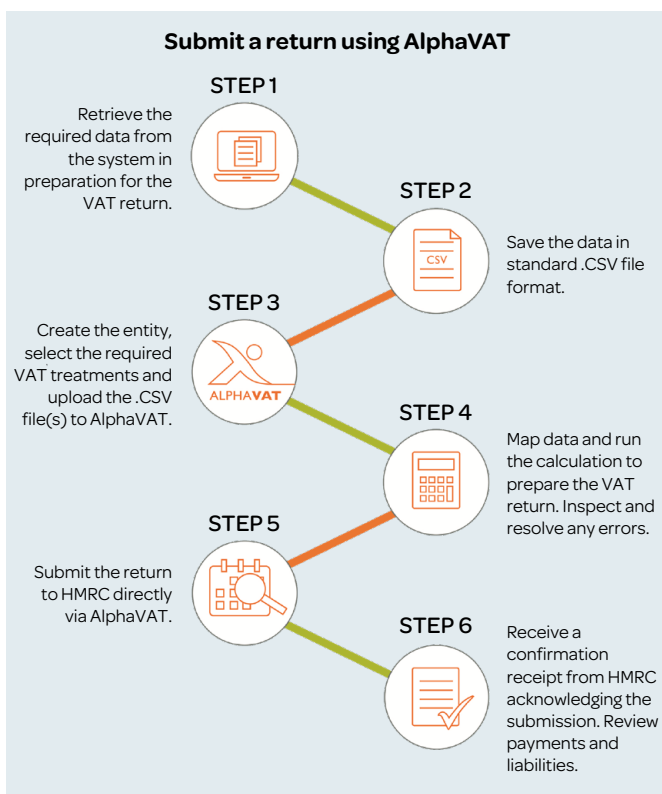 Submit a return using AlphaVAT
STEP 1
Retrieve the
required data from
the system in
preparation for the
VAT return.
STEP 2
CSV
Save the data in
standard .CSV file
format.
STEP 3
Create the entity,
select the required
VAT treatments and
upload the .CSV
file(s) to AlphaVAT.
ALPHAVAT
STEP 4
Map data and run
the calculation to
prepare the VAT
return. Inspect and
resolve any errors.
STEP 5
Submit the return
to HMRC directly
via AlphaVAT.
STEP 6
Receive a
confirmation
receipt from HMRC
acknowledging the
submission. Review
payments and
liabilities.